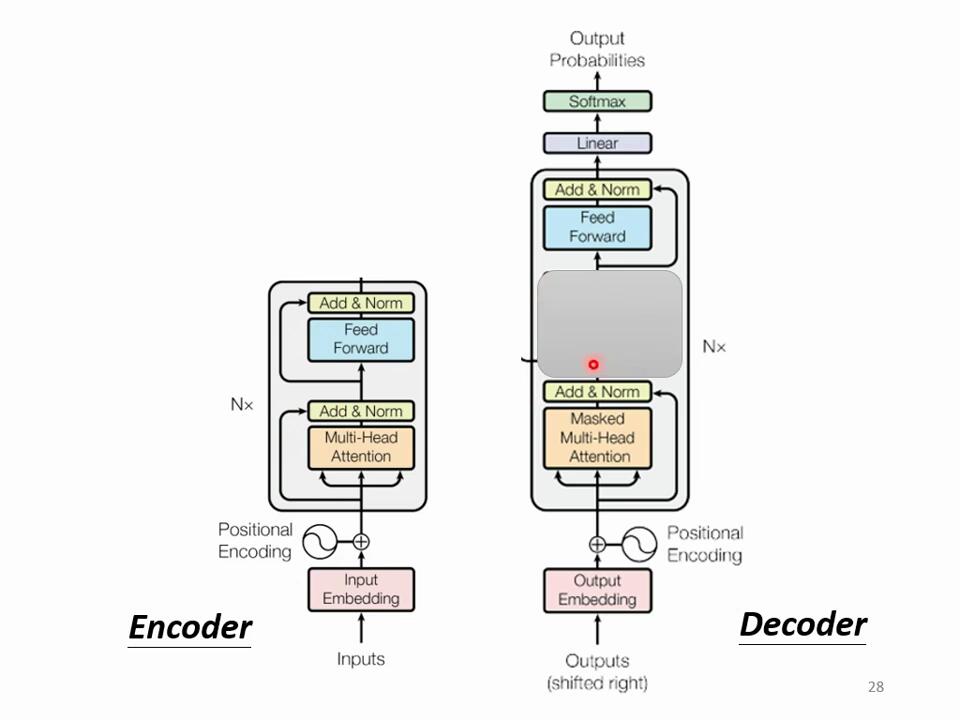 Output
Probabilities
Softmax
Linear
Add & Norm
Feed
Forward
Nx
Add & Norm
Masked
Multi-Head
Attention
Positional
Encoding
Output
Embedding
Outputs
(shifted right)
Decoder
Add & Norm
Feed
Forward
Nx
Add & Norm
Multi-Head
Attention
Positional
Encoding
Input
Embedding
Inputs
Encoder
28